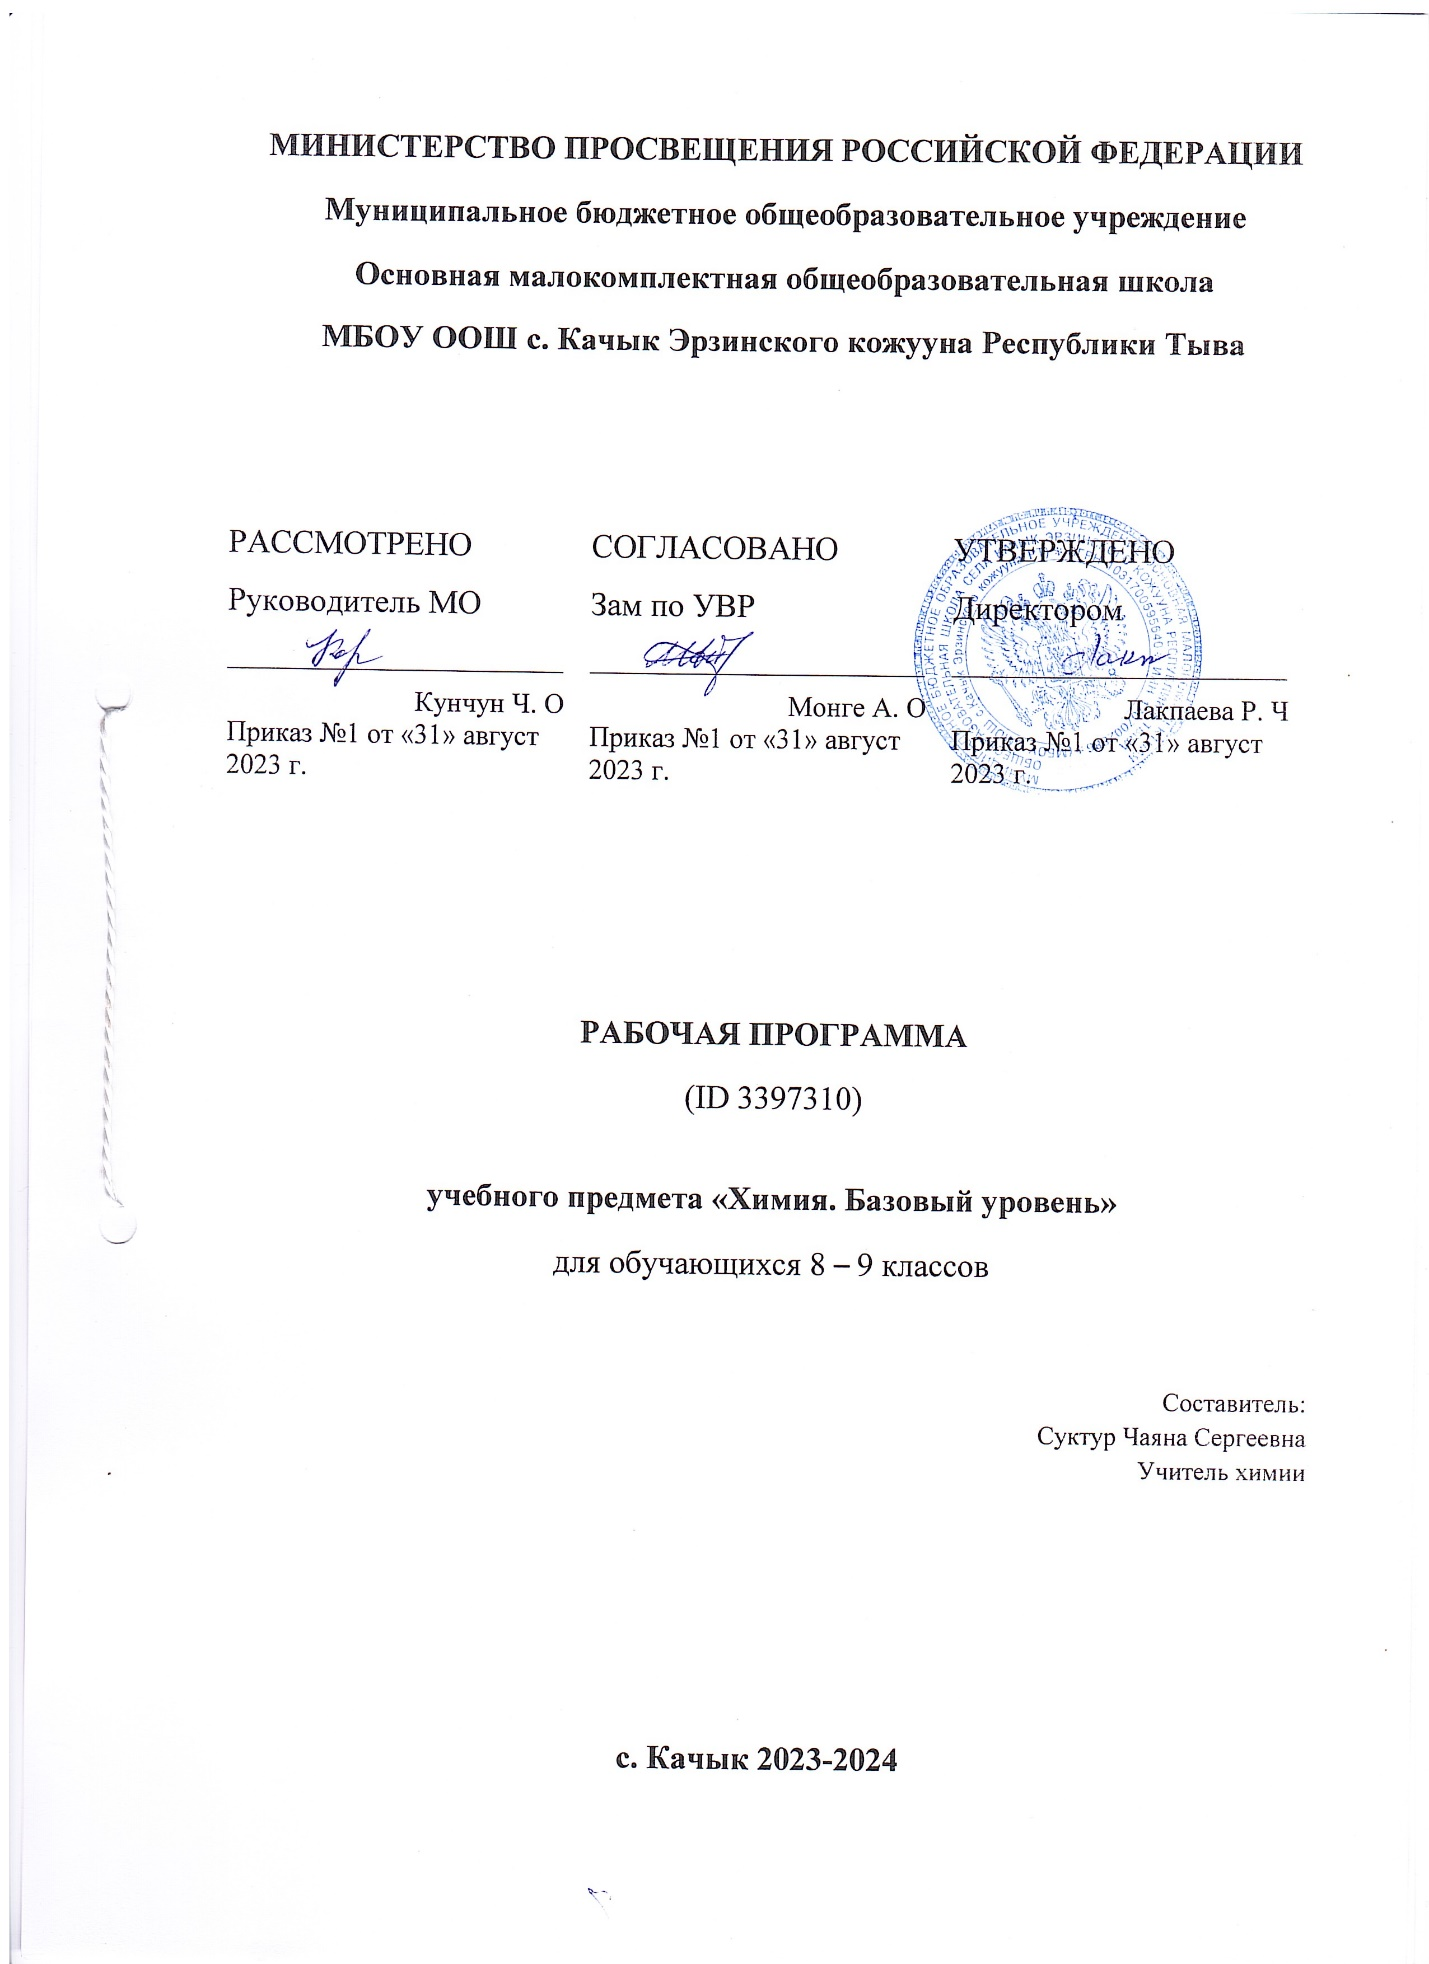 МИНИСТЕРСТВО ПРОСВЕЩЕНИЯ РОССИЙСКОЙ ФЕДЕРАЦИИ
Муниципальное бюджетное общеобразовательное учреждение
Основная малокомплектная общеобразовательная школа
МБОУ ООШ с. Качык Эрзинского кожууна Республики Тыва
РАССМОТРЕНО
Руководитель МО
Кунчун Ч. О
Приказ №1 от «31» август
2023 г.
СОГЛАСОВАНО
Зам по УВР
Монге А. О
Приказ №1 от «31» август
2023 г.
УТВЕРЖДЕНО
Директором
Лакпаева Р. Ч
Приказ №1 от «31» август
2023 г.
РАБОЧАЯ ПРОГРАММА
(ID 3397310)
учебного предмета «Химия. Базовый уровень»
для обучающихся 8 – 9 классов
Составитель:
Суктур Чаяна Сергеевна
Учитель химии
с. Качык 2023-2024